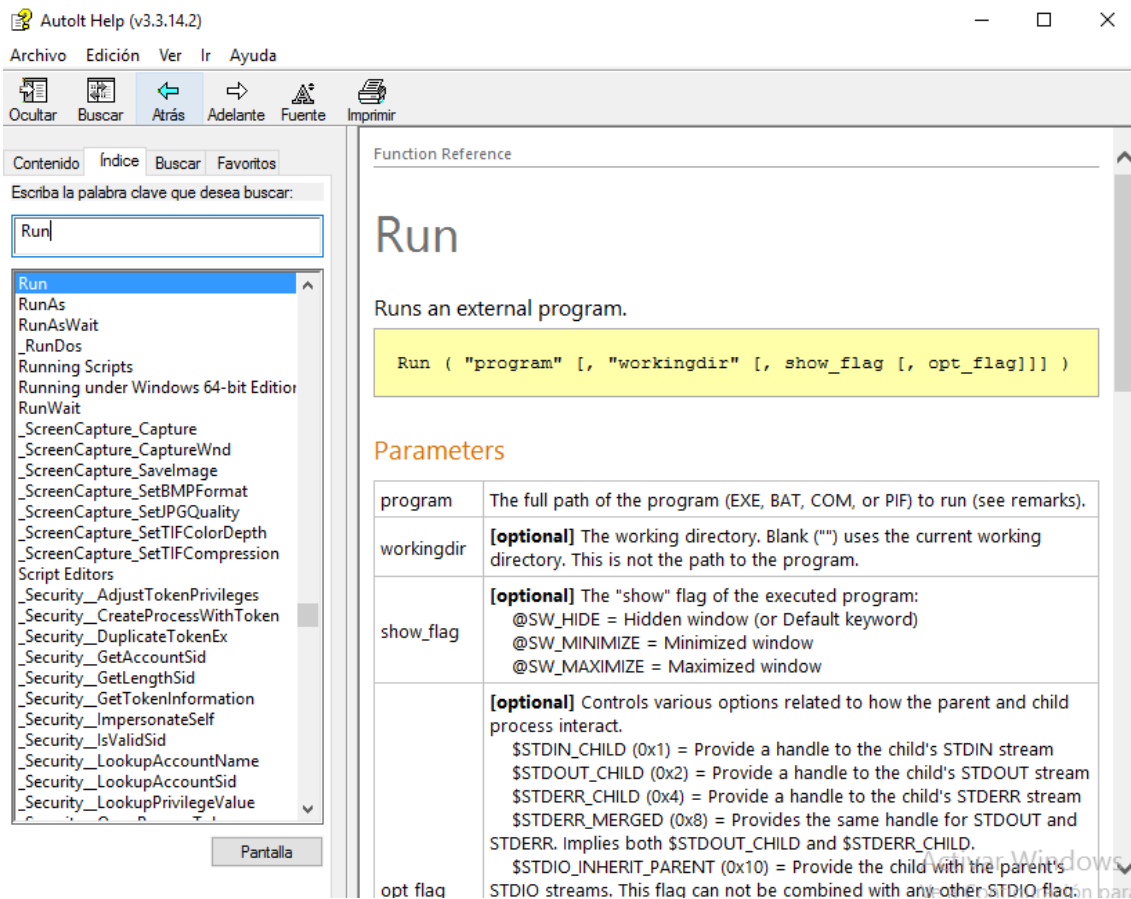 AutoIt Help (v3.3.14.2)
Archivo Edición Ver Ir Ayuda
Ocultar Buscar Atrás Adelante Fuente Imprimir
Contenido Índice Buscar Favoritos
Escriba la palabra clave que desea buscar:
Run
Run
RunAs
RunAsWait
_RunDos
Running Scripts
Running under Windows 64-bit Edition
RunWait
_ScreenCapture_Capture
_ScreenCapture_CaptureWnd
_ScreenCapture_SaveImage
_ScreenCapture_SetBMPFormat
_ScreenCapture_SetJPGQuality
_ScreenCapture_SetTIFColorDepth
_ScreenCapture_SetTIFCompression
Script Editors
_Security__AdjustTokenPrivileges
_Security__CreateProcessWithToken
_Security__DuplicateTokenEx
_Security__GetAccountSid
_Security__GetLengthSid
_Security__GetTokenInformation
_Security__ImpersonateSelf
_Security__IsValidSid
_Security__LookupAccountName
_Security__LookupAccountSid
_Security__LookupPrivilegeValue
Pantalla
Function Reference
Run
Runs an external program.
Run ( "program" [, "workingdir" [, show_flag [, opt_flag]]] )
Parameters
program The full path of the program (EXE, BAT, COM, or PIF) to run (see remarks).
workingdir [optional] The working directory. Blank ("") uses the current working
directory. This is not the path to the program.
show_flag [optional] The "show" flag of the executed program:
@SW_HIDE = Hidden window (or Default keyword)
@SW_MINIMIZE = Minimized window
@SW_MAXIMIZE = Maximized window
[optional] Controls various options related to how the parent and child
process interact.
$STDIN_CHILD (0x1) = Provide a handle to the child's STDIN stream
$STDOUT_CHILD (0x2) = Provide a handle to the child's STDOUT stream
$STDERR_CHILD (0x4) = Provide a handle to the child's STDERR stream
$STDERR_MERGED (0x8) = Provides the same handle for STDOUT and
STDERR. Implies both $STDOUT_CHILD and $STDERR_CHILD.
$STDIO_INHERIT_PARENT (0x10) = Provide the child with the parent's
opt flag STDIO streams. This flag can not be combined with any other STDIO flag.
Activar Windows